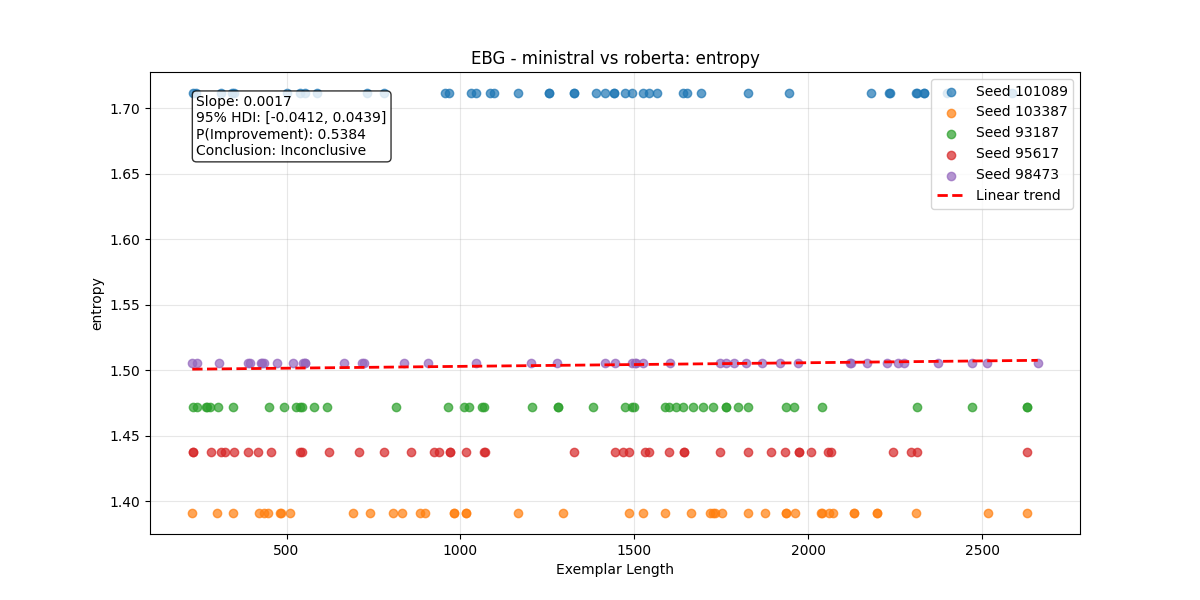 EBG - ministral vs roberta: entropy
Slope: 0.0017
95% HDI: [-0.0412, 0.0439]
P(Improvement): 0.5384
Conclusion: Inconclusive
Seed 101089
Seed 103387
Seed 93187
Seed 95617
Seed 98473
Linear trend
entropy
1.70
1.65
1.60
1.55
1.50
1.45
1.40
500
1000
1500
2000
2500
Exemplar Length